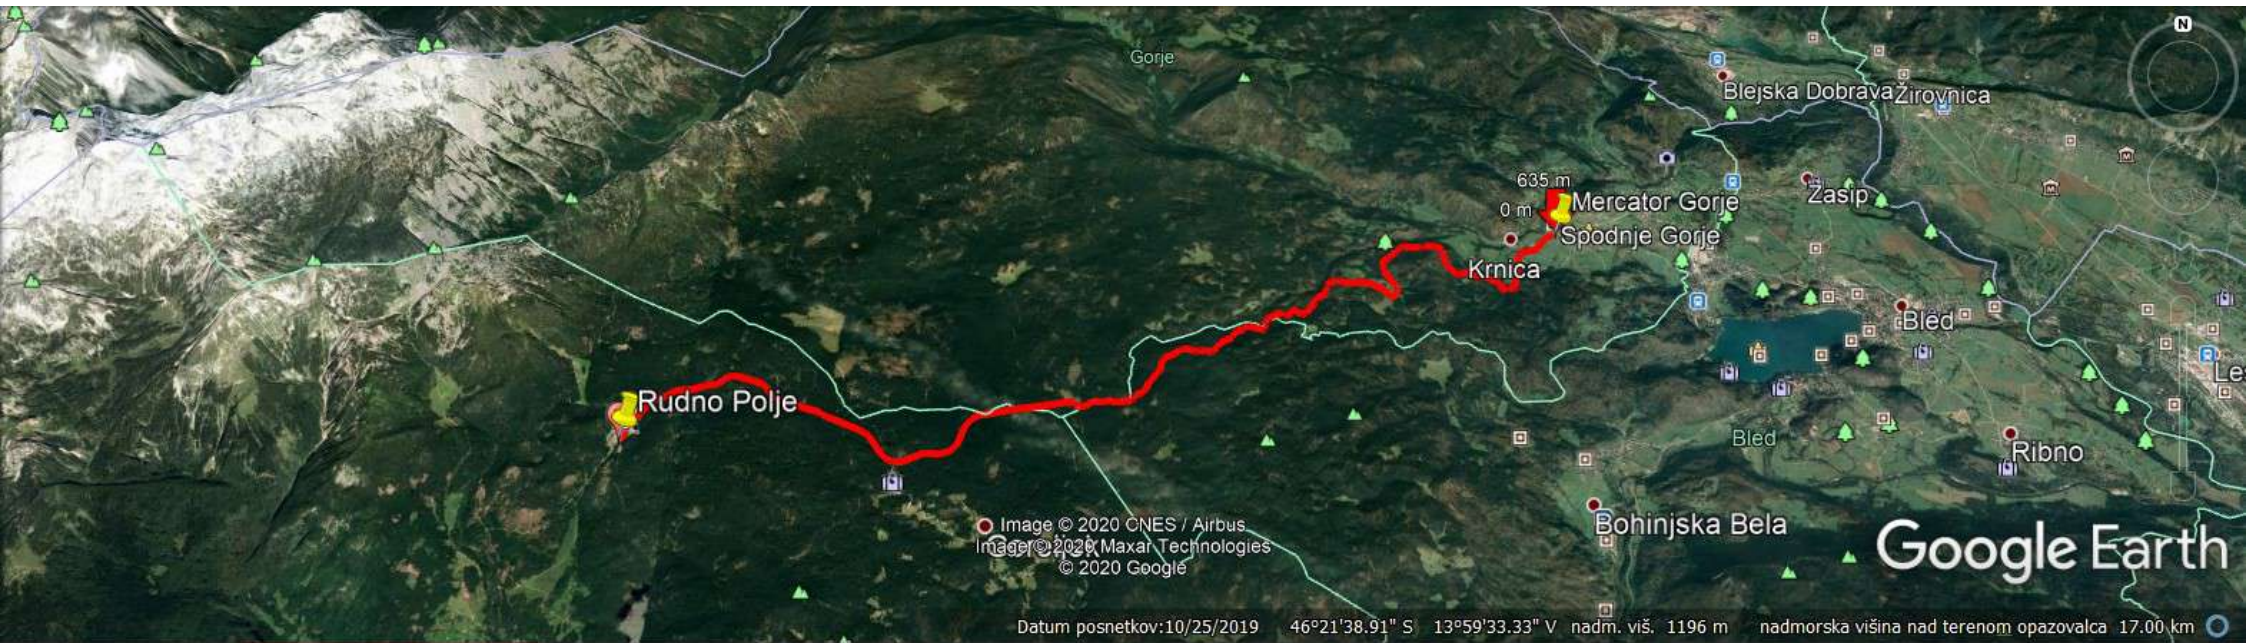 N
Gorje
Blejska Dobrava
Žirovnica
635 m
Zasip
Mercator Gorje
0 m
Spodnje Gorje
Krnica
Bled
Les
Rudno Polje
Bled
Ribno
Bohinjska Bela
Image © 2020 CNES / Airbus
Image © 2020 Maxar Technologies
© 2020 Google
Google Earth
Datum posnetkov:10/25/2019 46°21'38.91" S 13°59'33.33" V nadm. viš. 1196 m nadmorska višina nad terenom opazovalca 17.00 km